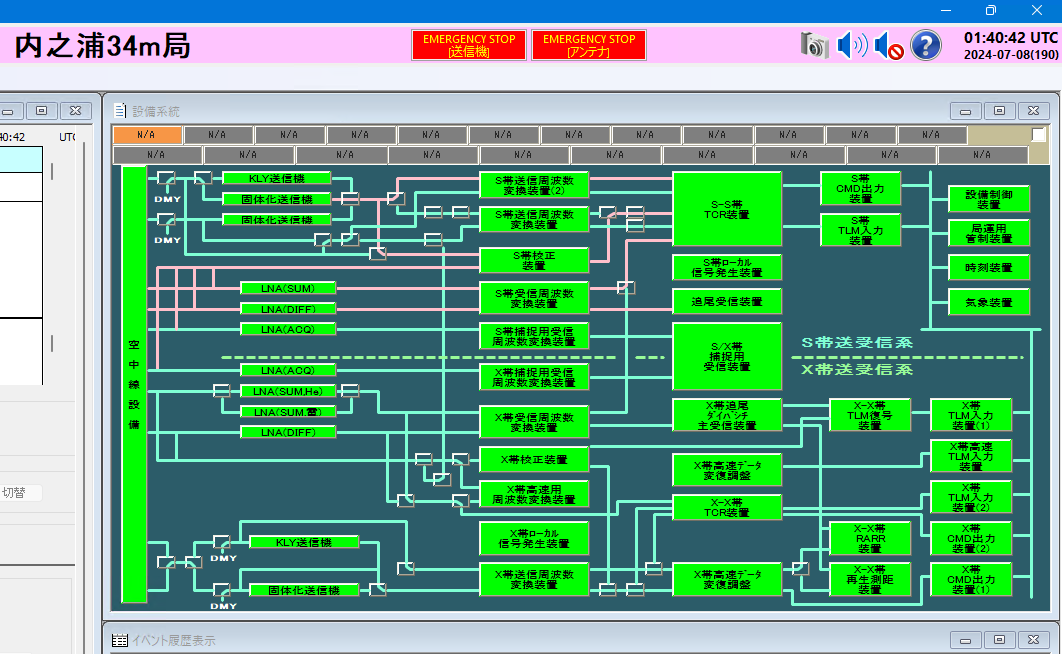 内之浦34m局
EMERGENCY STOP
[送信機]
EMERGENCY STOP
[アンテナ]
01:40:42 UTC
2024-07-08(190)
40:42 UTC
切替
設備系統
N/A N/A N/A N/A N/A N/A N/A N/A N/A N/A N/A N/A
N/A N/A N/A N/A N/A N/A N/A N/A N/A N/A
空中線設備
DMY
DMY
KLY送信機
固体化送信機
固体化送信機
LNA(SUM)
LNA(DIFF)
LNA(ACQ)
LNA(ACQ)
LNA(SUM,He)
LNA(SUM,電)
LNA(DIFF)
DMY
KLY送信機
DMY
固体化送信機
S帯送信周波数
変換装置(2)
S帯送信周波数
変換装置
S帯校正
装置
S帯受信周波数
変換装置
S帯捕捉用受信
周波数変換装置
X帯捕捉用受信
周波数変換装置
X帯受信周波数
変換装置
X帯校正装置
X帯高速用
周波数変換装置
X帯ローカル
信号発生装置
X帯送信周波数
変換装置
S-S帯
TCR装置
S帯ローカル
信号発生装置
追尾受信装置
S/X帯
捕捉用
受信装置
X帯追尾
ダイバシチ
主受信装置
X帯高速データ
変復調盤
X-X帯
TCR装置
X帯高速データ
変復調盤
S帯
CMD出力
装置
S帯
TLM入力
装置
設備制御
装置
局運用
管制装置
時刻装置
気象装置
S帯送受信系
X帯送受信系
X-X帯
TLM復号
装置
X帯
TLM入力
装置(1)
X帯高速
TLM入力
装置
X帯
TLM入力
装置(2)
X-X帯
RARR
装置
X帯
CMD出力
装置(2)
X-X帯
再生測距
装置
X帯
CMD出力
装置(1)
イベント履歴表示